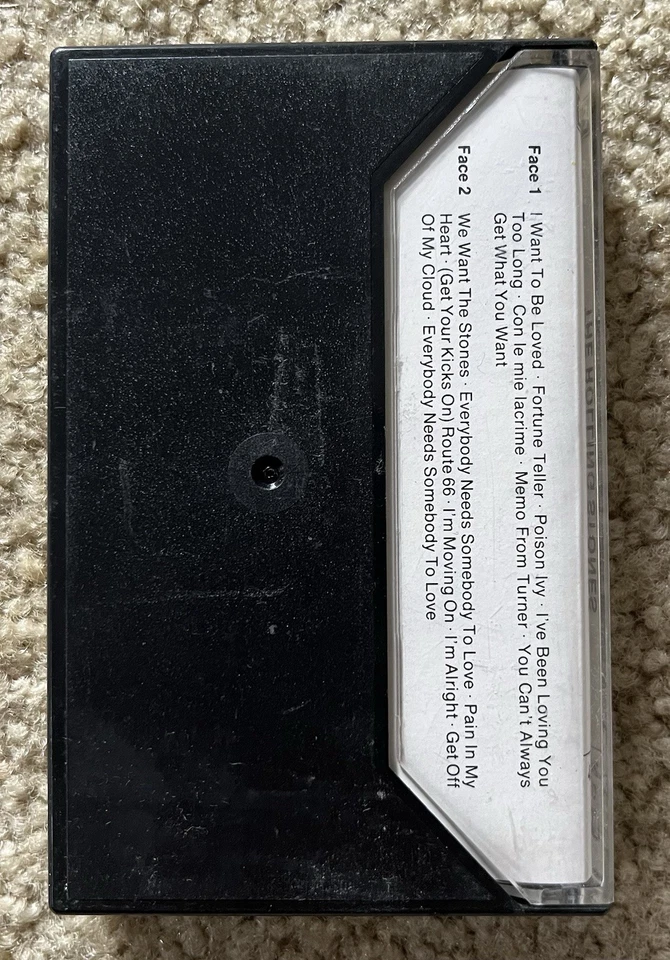 Face 1 I Want To Be Loved · Fortune Teller · Poison Ivy · I've Been Loving You
Too Long · Con le mie lacrime · Memo From Turner · You Can't Always
Get What You Want
Face 2 We Want The Stones · Everybody Needs Somebody To Love · Pain In My
Heart · (Get Your Kicks On) Route 66 · I'm Moving On · I'm Alright · Get Off
Of My Cloud · Everybody Needs Somebody To Love